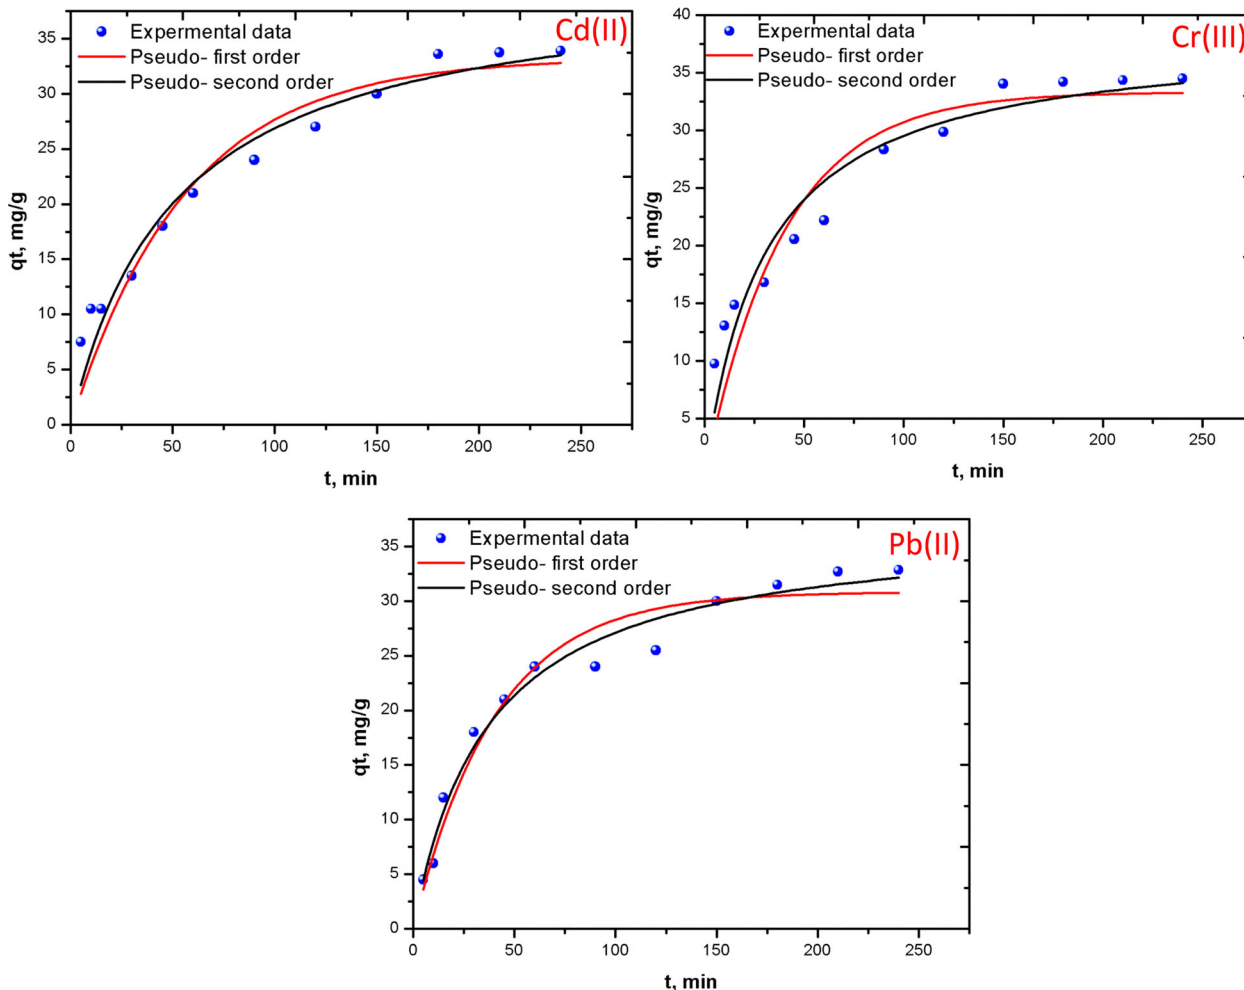 Expermental data
Pseudo- first order
Pseudo- second order
Cd(II)
35
30
25
20
15
10
5
0
qt, mg/g
0 50 100 150 200 250
t, min
Expermental data
Pseudo- first order
Pseudo- second order
Cr(III)
40
35
30
25
20
15
10
5
qt, mg/g
0 50 100 150 200 250
t, min
Expermental data
Pseudo- first order
Pseudo- second order
Pb(II)
35
30
25
20
15
10
5
0
qt, mg/g
0 50 100 150 200 250
t, min